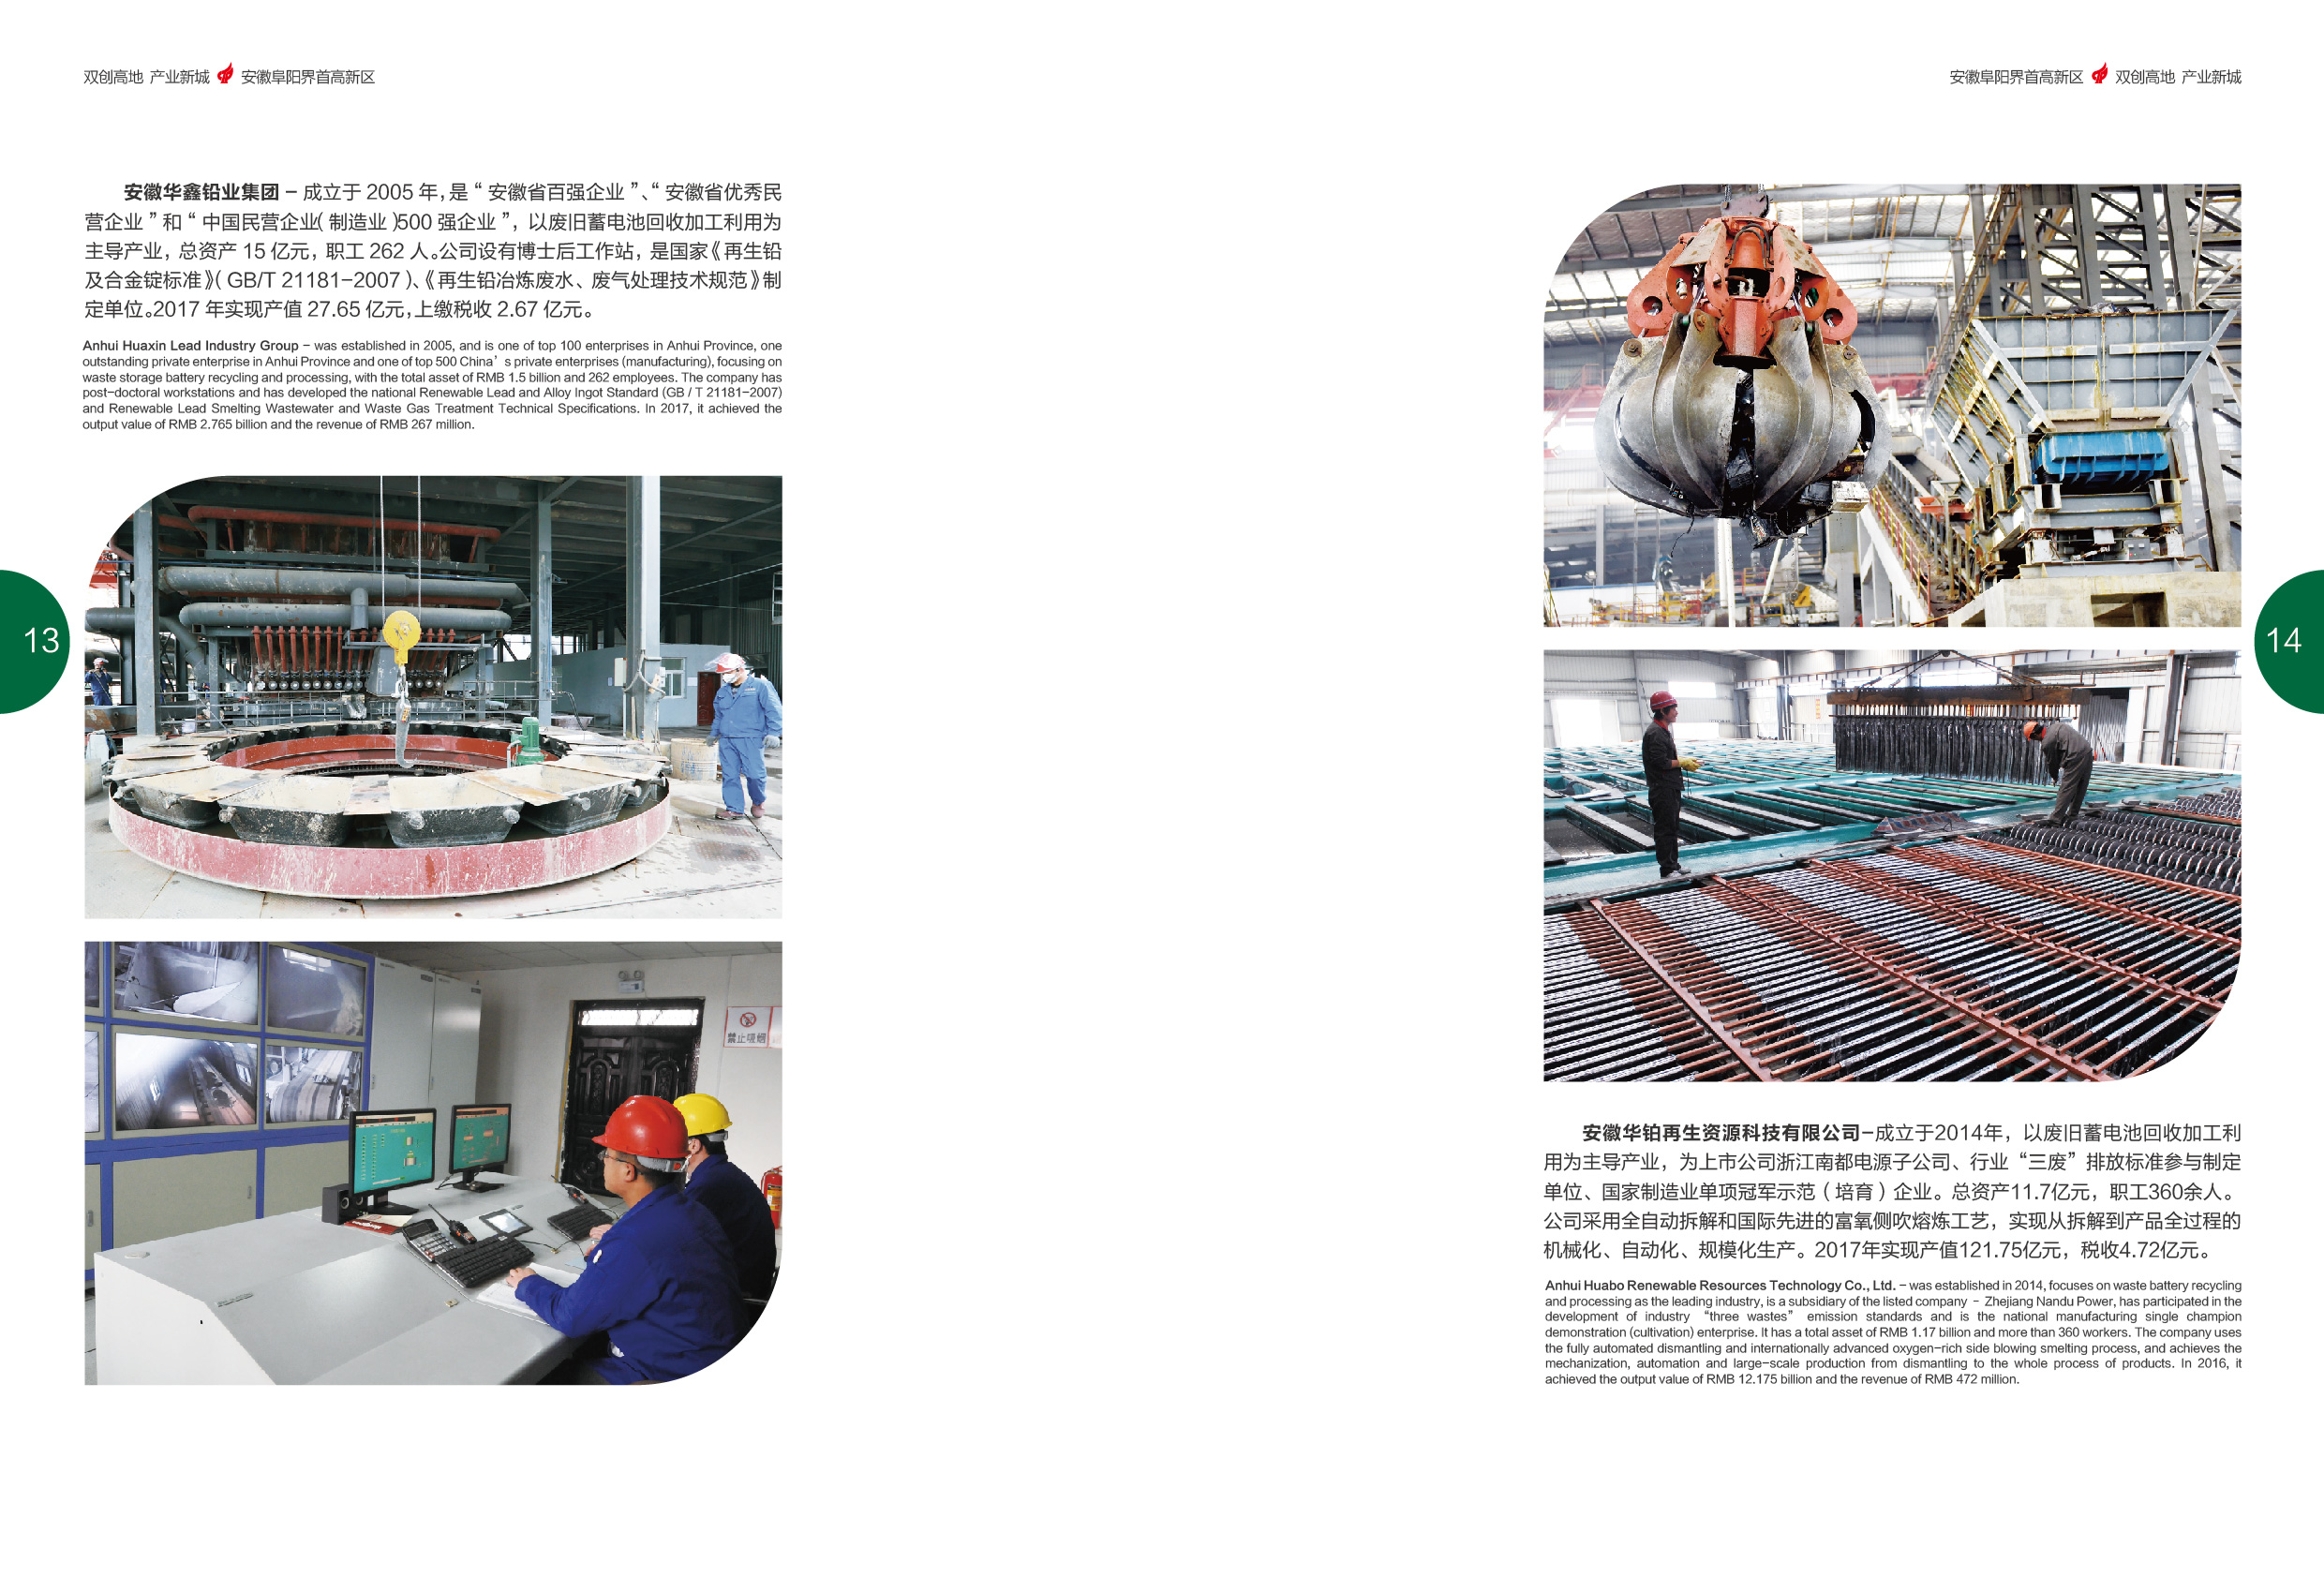 双创高地 产业新城 安徽阜阳界首高新区
安徽华鑫铅业集团 – 成立于 2005 年，是 “ 安徽省百强企业 ”、“ 安徽省优秀民
营企业 ” 和 “ 中国民营企业( 制造业 )500 强企业 ”，以废旧蓄电池回收加工利用为
主导产业，总资产 15 亿元，职工 262 人。公司设有博士后工作站，是国家《再生铅
及合金锭标准》( GB/T 21181–2007 )、《再生铅冶炼废水、废气处理技术规范》制
定单位。2017 年实现产值 27.65 亿元，上缴税收 2.67 亿元。
Anhui Huaxin Lead Industry Group – was established in 2005, and is one of top 100 enterprises in Anhui Province, one
outstanding private enterprise in Anhui Province and one of top 500 China’s private enterprises (manufacturing), focusing on
waste storage battery recycling and processing, with the total asset of RMB 1.5 billion and 262 employees. The company has
post–doctoral workstations and has developed the national Renewable Lead and Alloy Ingot Standard (GB / T 21181–2007)
and Renewable Lead Smelting Wastewater and Waste Gas Treatment Technical Specifications. In 2017, it achieved the
output value of RMB 2.765 billion and the revenue of RMB 267 million.
13
禁止吸烟
安徽阜阳界首高新区 双创高地 产业新城
14
安徽华铂再生资源科技有限公司–成立于2014年，以废旧蓄电池回收加工利
用为主导产业，为上市公司浙江南都电源子公司、行业“三废”排放标准参与制定
单位、国家制造业单项冠军示范（培育）企业。总资产11.7亿元，职工360余人。
公司采用全自动拆解和国际先进的富氧侧吹熔炼工艺，实现从拆解到产品全过程的
机械化、自动化、规模化生产。2017年实现产值121.75亿元，税收4.72亿元。
Anhui Huabo Renewable Resources Technology Co., Ltd. – was established in 2014, focuses on waste battery recycling
and processing as the leading industry, is a subsidiary of the listed company – Zhejiang Nandu Power, has participated in the
development of industry “three wastes” emission standards and is the national manufacturing single champion
demonstration (cultivation) enterprise. It has a total asset of RMB 1.17 billion and more than 360 workers. The company uses
the fully automated dismantling and internationally advanced oxygen–rich side blowing smelting process, and achieves the
mechanization, automation and large–scale production from dismantling to the whole process of products. In 2016, it
achieved the output value of RMB 12.175 billion and the revenue of RMB 472 million.